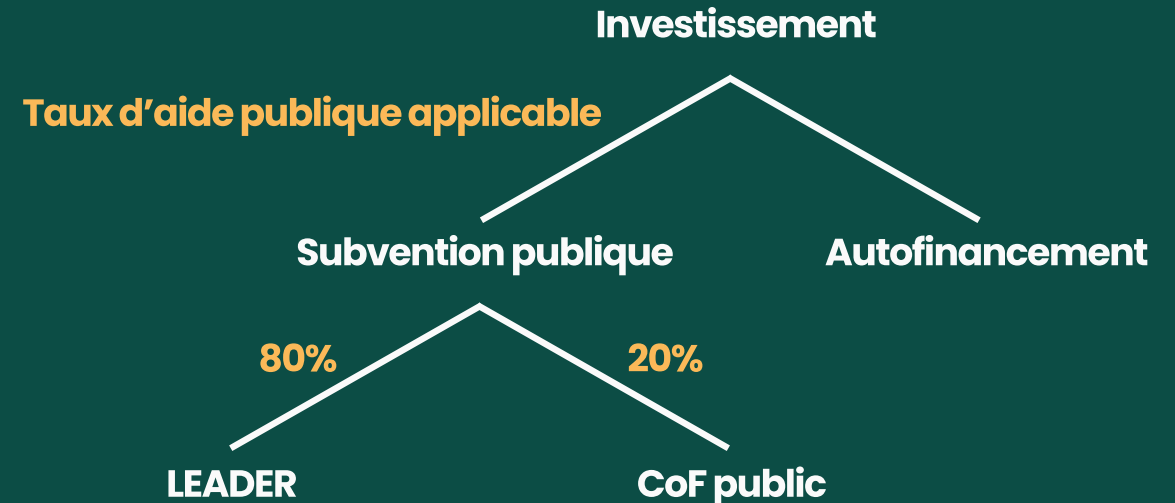 Investissement
Taux d’aide publique applicable
Subvention publique
Autofinancement
80%
20%
LEADER
CoF public